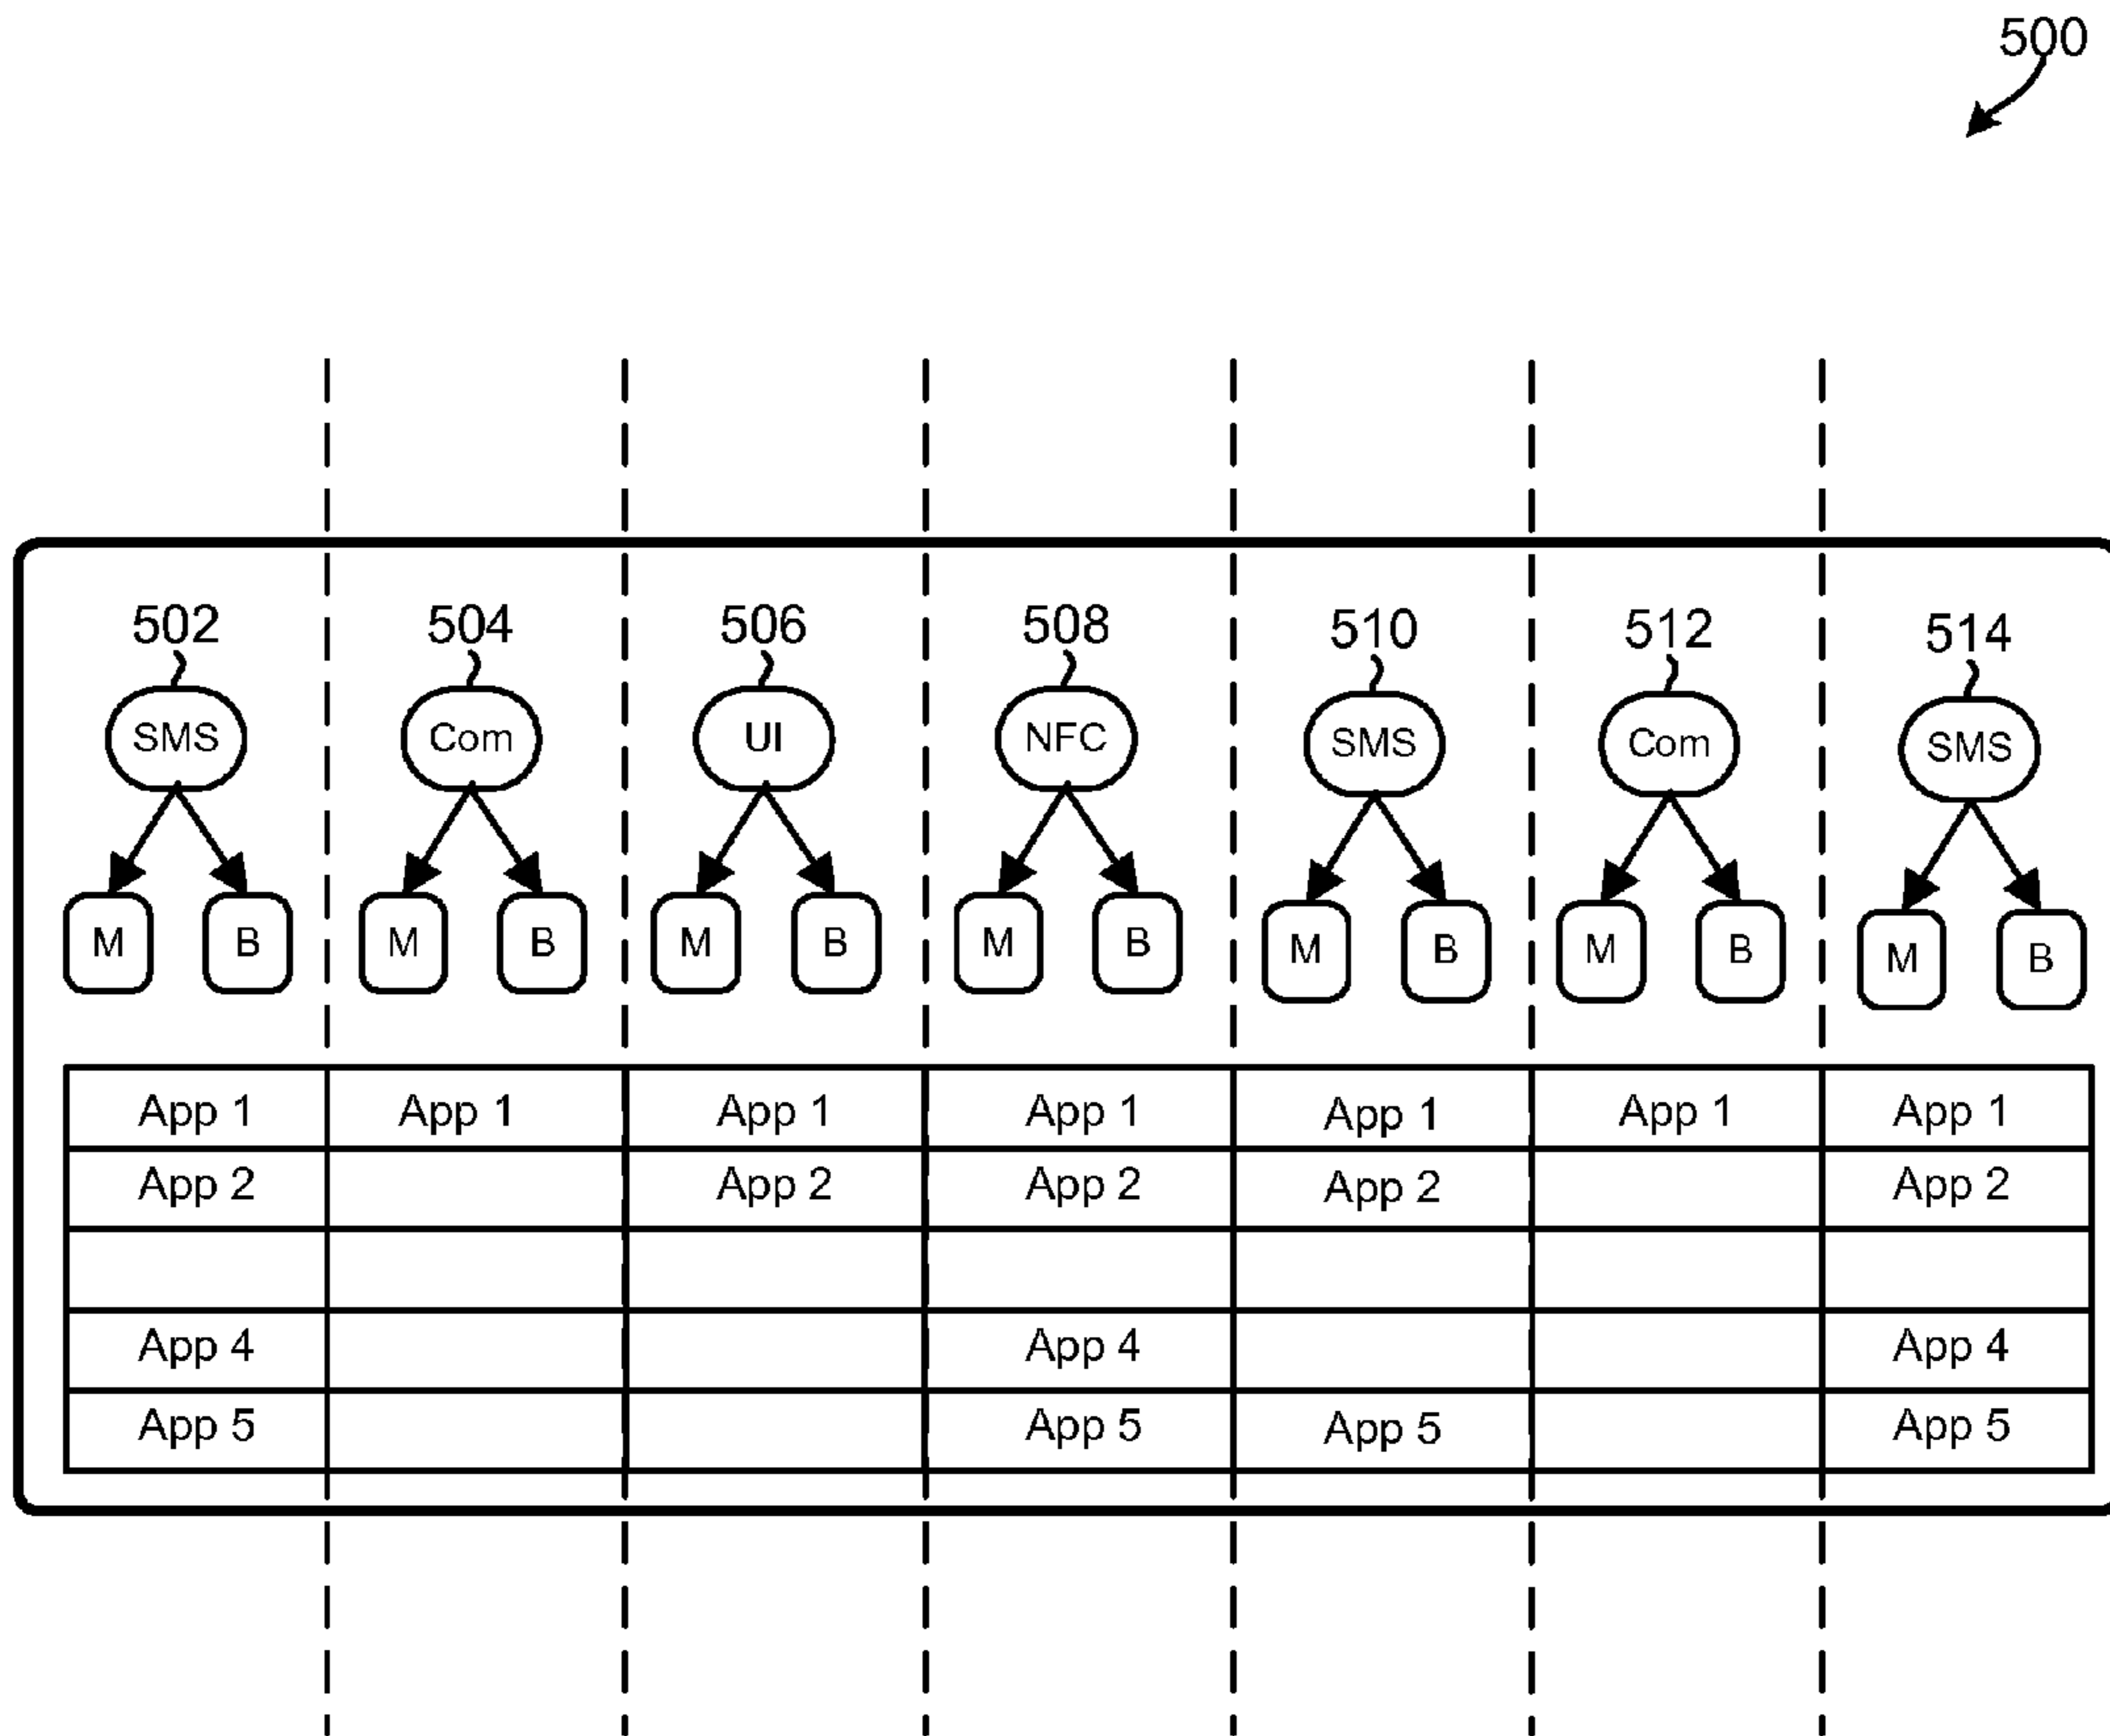 500
502 504 506 508 510 512 514
SMS Com UI NFC SMS Com SMS
M B M B M B M B M B M B M B
App 1 App 1 App 1 App 1 App 1 App 1 App 1
App 2 App 2 App 2 App 2 App 2
App 4 App 4 App 4
App 5 App 5 App 5 App 5